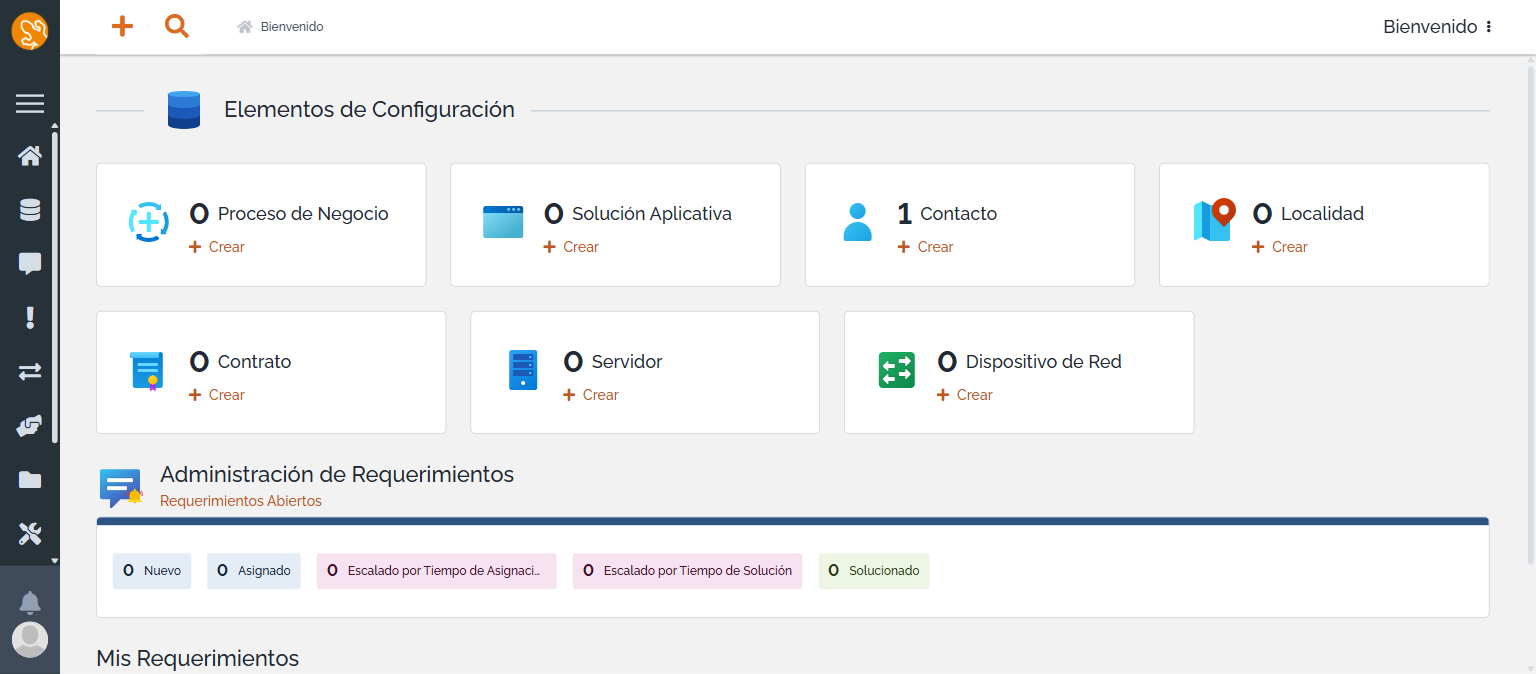 Bienvenido
Bienvenido
Elementos de Configuración
0 Proceso de Negocio
Crear
0 Solución Aplicativa
Crear
1 Contacto
Crear
0 Localidad
Crear
0 Contrato
Crear
0 Servidor
Crear
0 Dispositivo de Red
Crear
Administración de Requerimientos
Requerimientos Abiertos
0 Nuevo
0 Asignado
0 Escalado por Tiempo de Asignaci...
0 Escalado por Tiempo de Solución
0 Solucionado
Mis Requerimientos